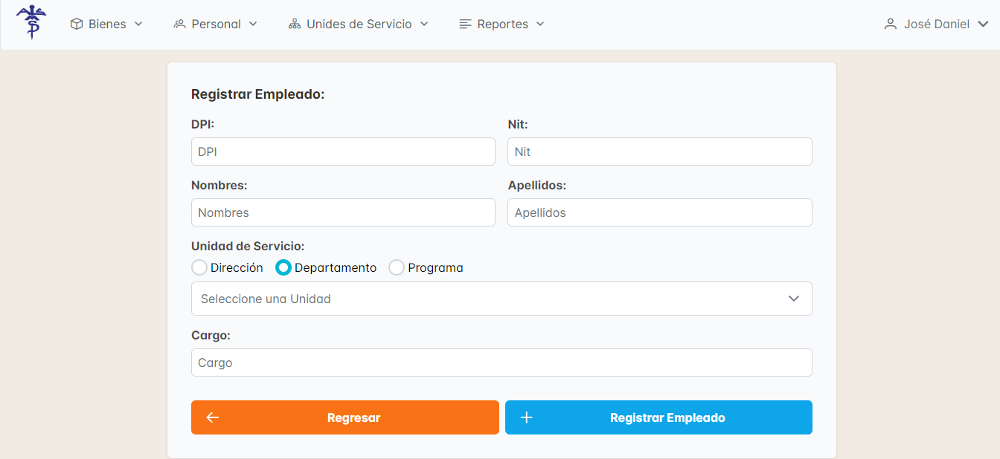 Bienes Personal Unides de Servicio Reportes José Daniel
Registrar Empleado:
DPI: Nit:
DPI Nit
Nombres: Apellidos:
Nombres Apellidos
Unidad de Servicio:
Dirección Departamento Programa
Seleccione una Unidad
Cargo:
Cargo
Regresar Registrar Empleado